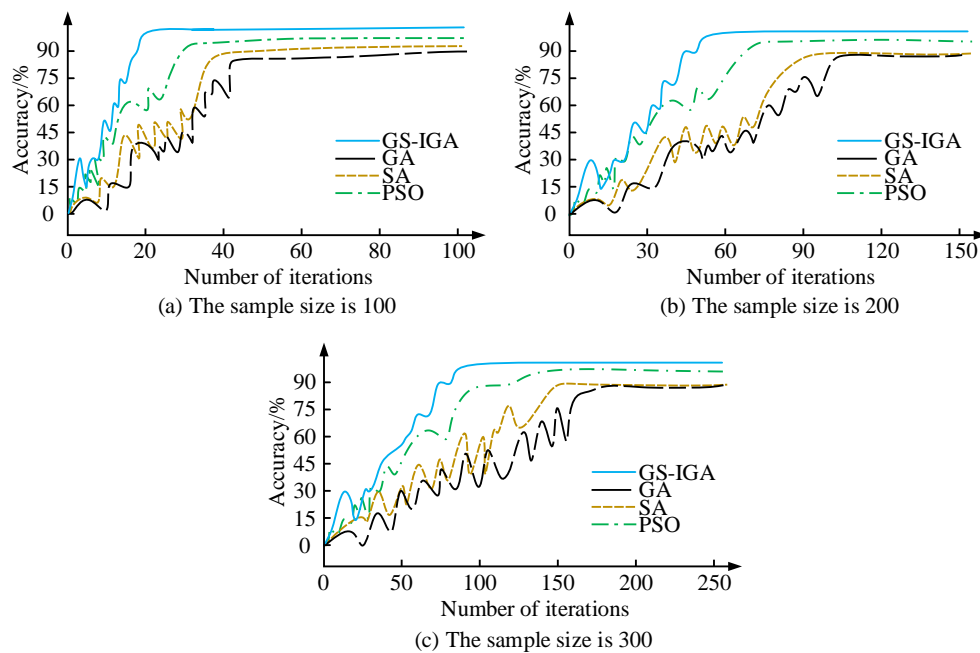 Accuracy/%
90
75
60
45
30
15
0
GS-IGA
GA
SA
PSO
0 20 40 60 80 100
Number of iterations
(a) The sample size is 100
Accuracy/%
90
75
60
45
30
15
0
GS-IGA
GA
SA
PSO
0 30 60 90 120 150
Number of iterations
(b) The sample size is 200
Accuracy/%
90
75
60
45
30
15
0
GS-IGA
GA
SA
PSO
0 50 100 150 200 250
Number of iterations
(c) The sample size is 300